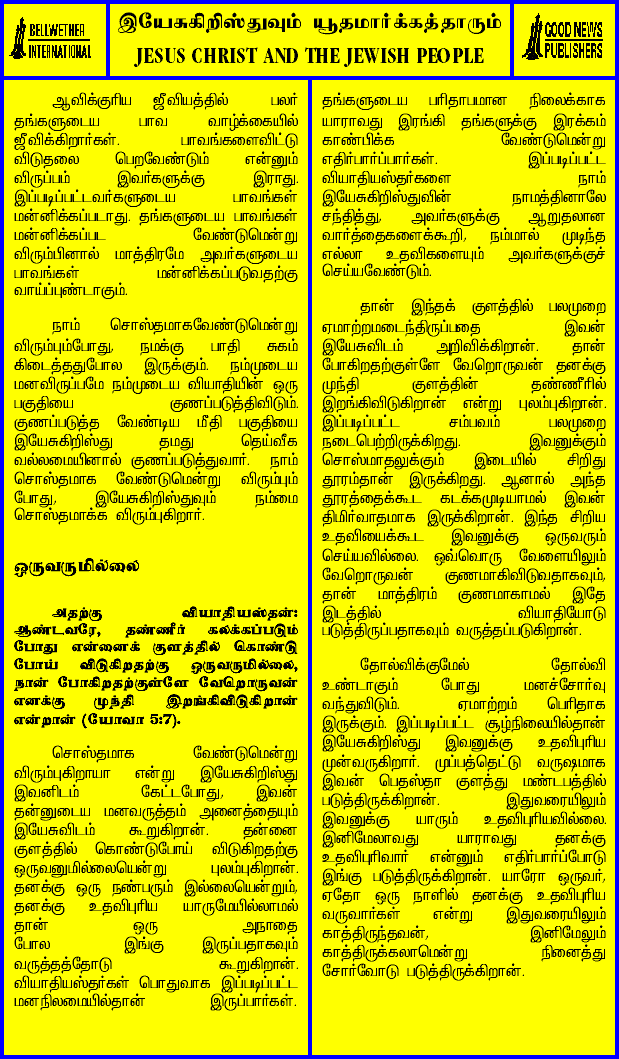 BELLWETHER
INTERNATIONAL
இயேசுகிறிஸ்துவும் யூதமார்க்கத்தாரும்
JESUS CHRIST AND THE JEWISH PEOPLE
GOOD NEWS
PUBLISHERS
ஆவிக்குரிய ஜீவியத்தில் பலர்
தங்களுடைய பாவ வாழ்க்கையில்
ஜீவிக்கிறார்கள். பாவங்களைவிட்டு
விடுதலை பெறவேண்டும் என்னும்
விருப்பம் இவர்களுக்கு இராது.
இப்படிப்பட்டவர்களுடைய பாவங்கள்
மன்னிக்கப்படாது. தங்களுடைய பாவங்கள்
மன்னிக்கப்பட வேண்டுமென்று
விரும்பினால் மாத்திரமே அவர்களுடைய
பாவங்கள் மன்னிக்கப்படுவதற்கு
வாய்ப்புண்டாகும்.
நாம் சொஸ்தமாகவேண்டுமென்று
விரும்பும்போது, நமக்கு பாதி சுகம்
கிடைத்ததுபோல இருக்கும். நம்முடைய
மனவிருப்பமே நம்முடைய வியாதியின் ஒரு
பகுதியை குணப்படுத்திவிடும்.
குணப்படுத்த வேண்டிய மீதி பகுதியை
இயேசுகிறிஸ்து தமது தெய்வீக
வல்லமையினால் குணப்படுத்துவார். நாம்
சொஸ்தமாக வேண்டுமென்று விரும்பும்
போது, இயேசுகிறிஸ்துவும் நம்மை
சொஸ்தமாக்க விரும்புகிறார்.
ஒருவருமில்லை
அதற்கு வியாதியஸ்தன்:
ஆண்டவரே, தண்ணீர் கலக்கப்படும்
போது என்னைக் குளத்தில் கொண்டு
போய் விடுகிறதற்கு ஒருவருமில்லை,
நான் போகிறதற்குள்ளே வேறொருவன்
எனக்கு முந்தி இறங்கிவிடுகிறான்
என்றான் (யோவா 5:7).
சொஸ்தமாக வேண்டுமென்று
விரும்புகிறாயா என்று இயேசுகிறிஸ்து
இவனிடம் கேட்டபோது, இவன்
தன்னுடைய மனவருத்தம் அனைத்தையும்
இயேசுவிடம் கூறுகிறான். தன்னை
குளத்தில் கொண்டுபோய் விடுகிறதற்கு
ஒருவனுமில்லையென்று புலம்புகிறான்.
தனக்கு ஒரு நண்பரும் இல்லையென்றும்,
தனக்கு உதவிபுரிய யாருமேயில்லாமல்
தான் ஒரு அநாதை
போல இங்கு இருப்பதாகவும்
வருத்தத்தோடு கூறுகிறான்.
வியாதியஸ்தர்கள் பொதுவாக இப்படிப்பட்ட
மனநிலமையில்தான் இருப்பார்கள்.
தங்களுடைய பரிதாபமான நிலைக்காக
யாராவது இரங்கி தங்களுக்கு இரக்கம்
காண்பிக்க வேண்டுமென்று
எதிர்பார்ப்பார்கள். இப்படிப்பட்ட
வியாதியஸ்தர்களை நாம்
இயேசுகிறிஸ்துவின் நாமத்தினாலே
சந்தித்து, அவர்களுக்கு ஆறுதலான
வார்த்தைகளைக்கூறி, நம்மால் முடிந்த
எல்லா உதவிகளையும் அவர்களுக்குச்
செய்யவேண்டும்.
தான் இந்தக் குளத்தில் பலமுறை
ஏமாற்றமடைந்திருப்பதை இவன்
இயேசுவிடம் அறிவிக்கிறான். தான்
போகிறதற்குள்ளே வேறொருவன் தனக்கு
முந்தி குளத்தின் தண்ணீரில்
இறங்கிவிடுகிறான் என்று புலம்புகிறான்.
இப்படிப்பட்ட சம்பவம் பலமுறை
நடைபெற்றிருக்கிறது. இவனுக்கும்
சொஸ்மாதலுக்கும் இடையில் சிறிது
தூரம்தான் இருக்கிறது. ஆனால் அந்த
தூரத்தைக்கூட கடக்கமுடியாமல் இவன்
திமிர்வாதமாக இருக்கிறான். இந்த சிறிய
உதவியைக்கூட இவனுக்கு ஒருவரும்
செய்யவில்லை. ஒவ்வொரு வேளையிலும்
வேறொருவன் குணமாகிவிடுவதாகவும்,
தான் மாத்திரம் குணமாகாமல் இதே
இடத்தில் வியாதியோடு
படுத்திருப்பதாகவும் வருத்தப்படுகிறான்.
தோல்விக்குமேல் தோல்வி
உண்டாகும் போது மனச்சோர்வு
வந்துவிடும். ஏமாற்றம் பெரிதாக
இருக்கும். இப்படிப்பட்ட சூழ்நிலையில்தான்
இயேசுகிறிஸ்து இவனுக்கு உதவிபுரிய
முன்வருகிறார். முப்பத்தெட்டு வருஷமாக
இவன் பெதஸ்தா குளத்து மண்டபத்தில்
படுத்திருக்கிறான். இதுவரையிலும்
இவனுக்கு யாரும் உதவிபுரியவில்லை.
இனிமேலாவது யாராவது தனக்கு
உதவிபுரிவார் என்னும் எதிர்பார்ப்போடு
இங்கு படுத்திருக்கிறான். யாரோ ஒருவர்,
ஏதோ ஒரு நாளில் தனக்கு உதவிபுரிய
வருவார்கள் என்று இதுவரையிலும்
காத்திருந்தவன், இனிமேலும்
காத்திருக்கலாமென்று நினைத்து
சோர்வோடு படுத்திருக்கிறான்.